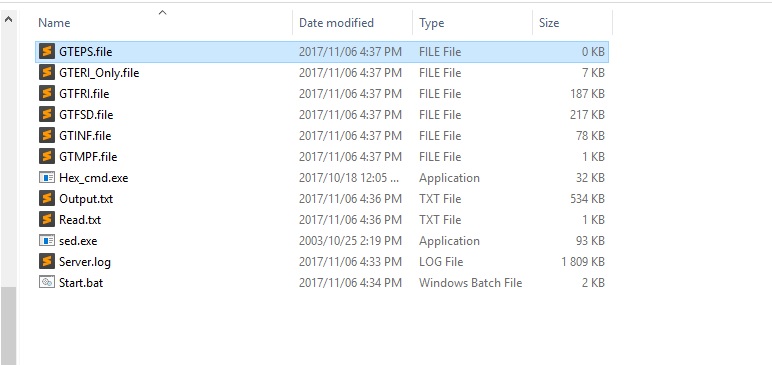 Name Date modified Type Size
GTEPS.file 2017/11/06 4:37 PM FILE File 0 KB
GTERI_Only.file 2017/11/06 4:37 PM FILE File 7 KB
GTFRI.file 2017/11/06 4:37 PM FILE File 187 KB
GTFSD.file 2017/11/06 4:37 PM FILE File 217 KB
GTINF.file 2017/11/06 4:37 PM FILE File 78 KB
GTMPF.file 2017/11/06 4:37 PM FILE File 1 KB
Hex_cmd.exe 2017/10/18 12:05 ... Application 32 KB
Output.txt 2017/11/06 4:36 PM TXT File 534 KB
Read.txt 2017/11/06 4:36 PM TXT File 1 KB
sed.exe 2003/10/25 2:19 PM Application 93 KB
Server.log 2017/11/06 4:33 PM LOG File 1 809 KB
Start.bat 2017/11/06 4:34 PM Windows Batch File 2 KB